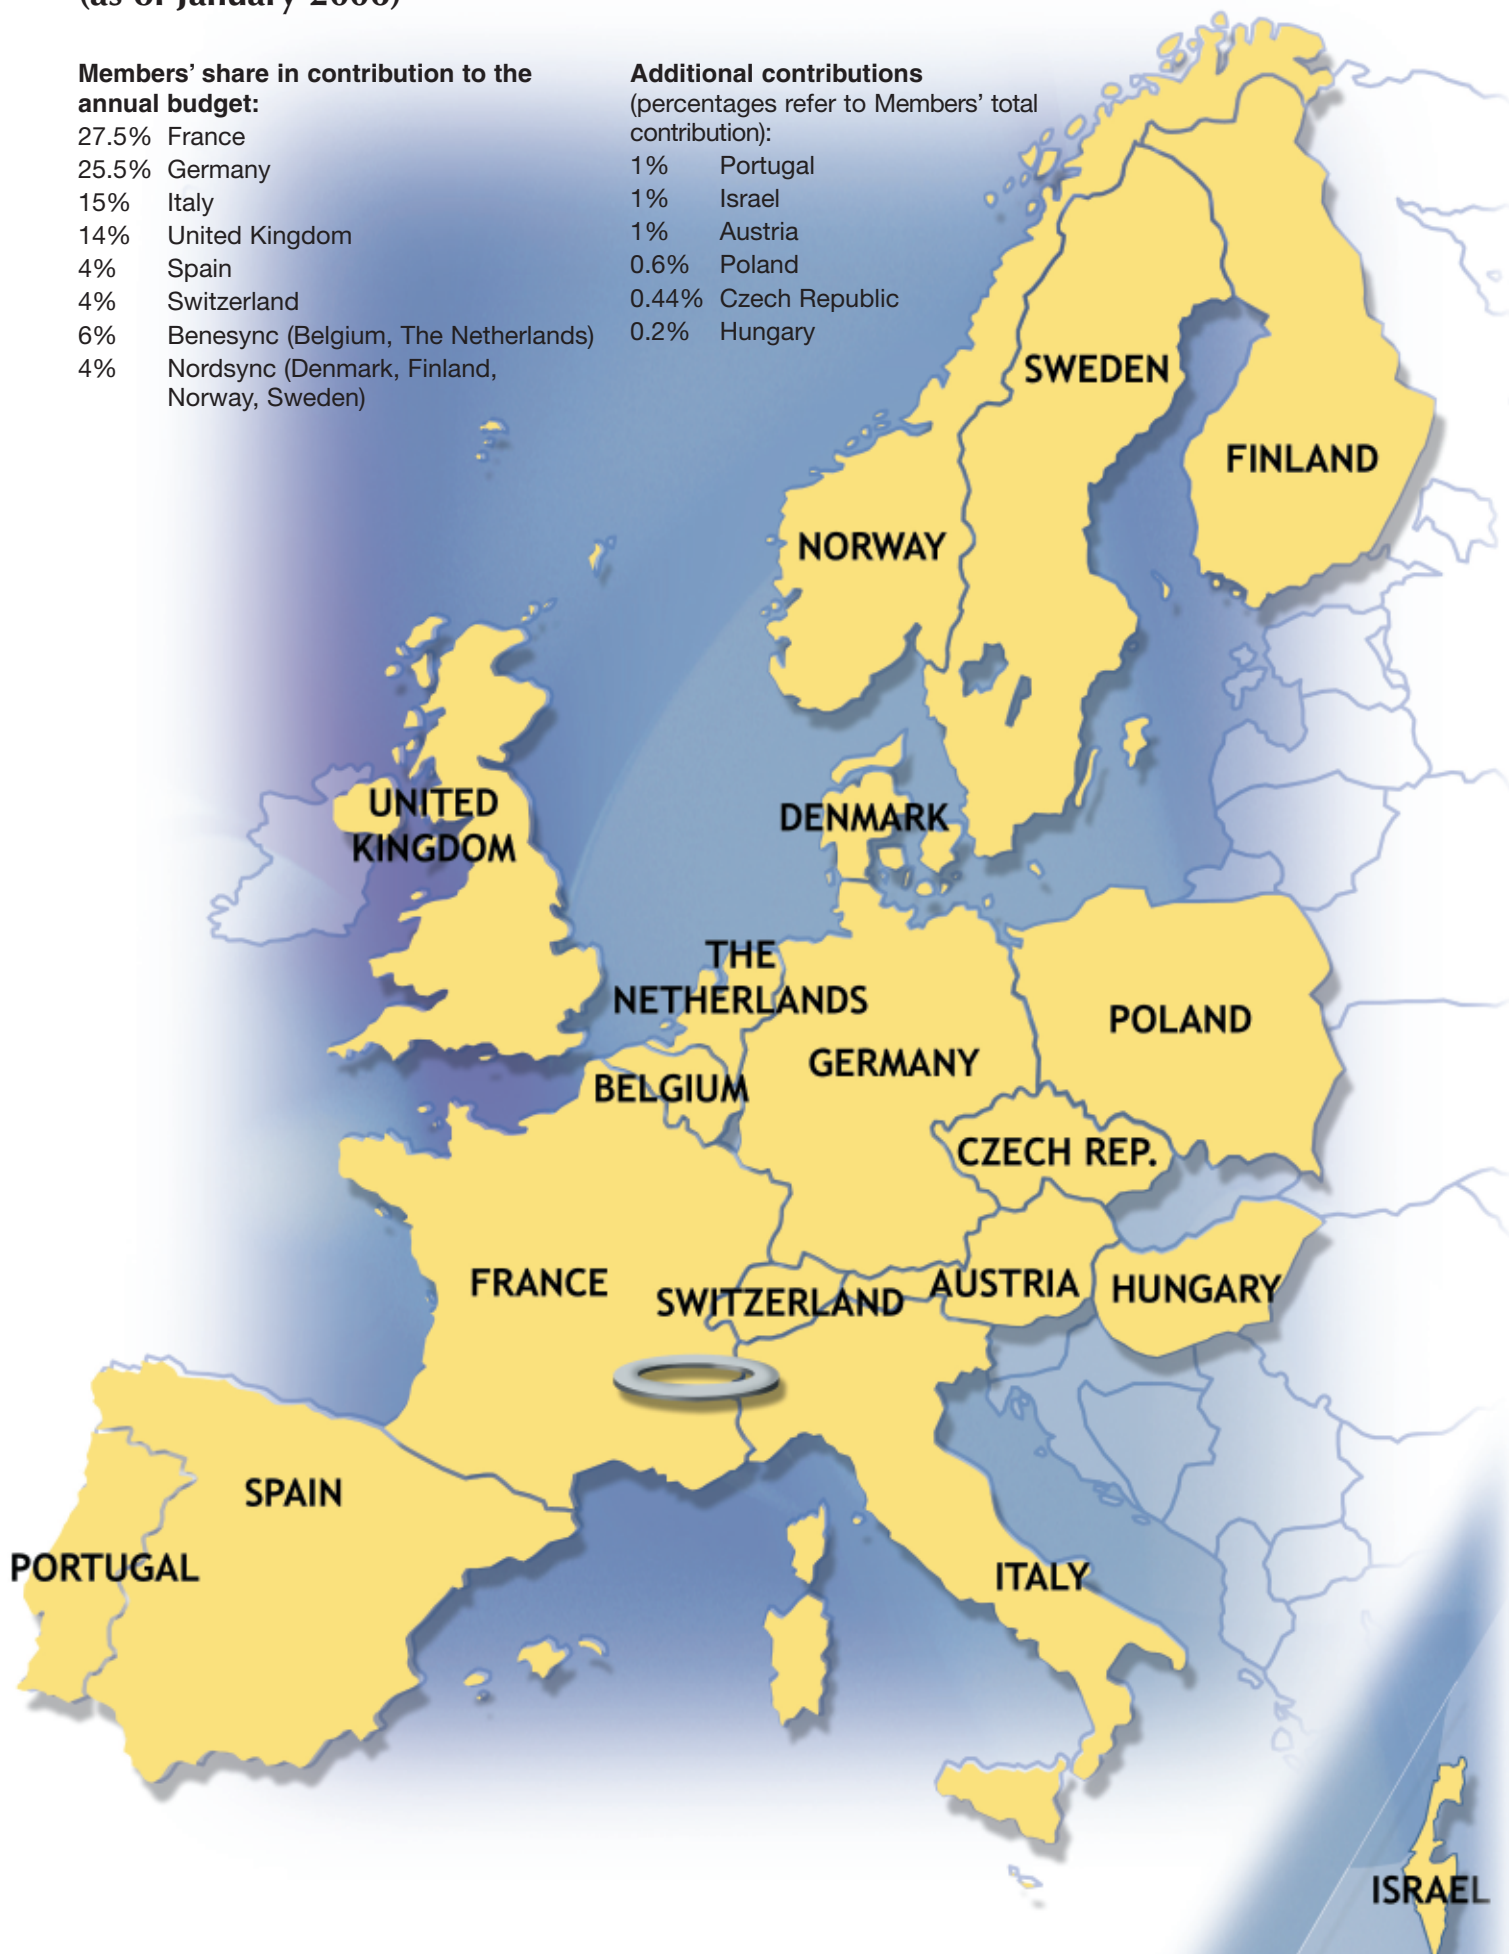 (as of January 2006)
Members’ share in contribution to the
annual budget:
27.5% France
25.5% Germany
15% Italy
14% United Kingdom
4% Spain
4% Switzerland
6% Benesync (Belgium, The Netherlands)
4% Nordsync (Denmark, Finland,
Norway, Sweden)
Additional contributions
(percentages refer to Members’ total
contribution):
1% Portugal
1% Israel
1% Austria
0.6% Poland
0.44% Czech Republic
0.2% Hungary
SWEDEN
FINLAND
NORWAY
UNITED
KINGDOM
DENMARK
THE
NETHERLANDS
POLAND
GERMANY
BELGIUM
CZECH REP.
FRANCE
SWITZERLAND
AUSTRIA
HUNGARY
SPAIN
PORTUGAL
ITALY
ISRAEL